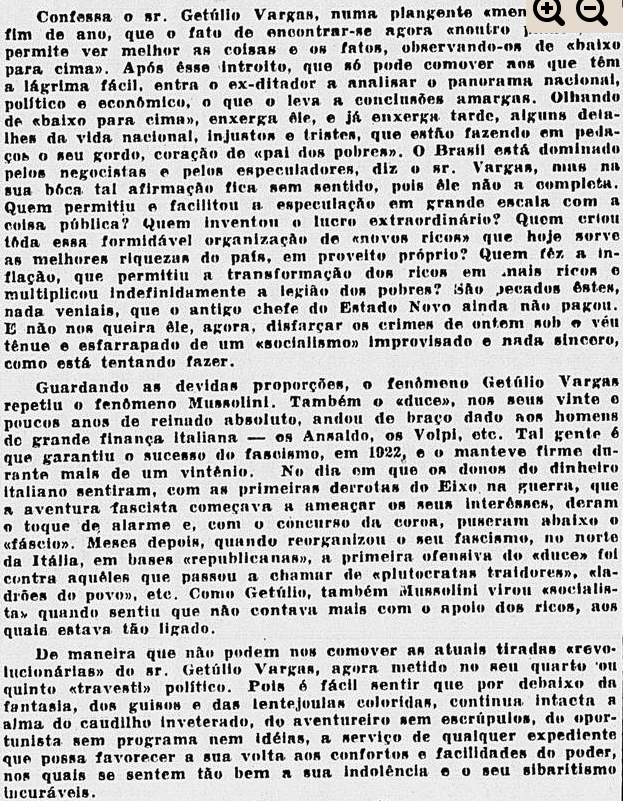 Confessa o sr. Getúlio Vargas, numa plangente «men
fim de ano, que o fato de encontrar-se agora «noutro
permite ver melhor as coisas e os fatos, observando-os de «baixo
para cima». Após êsse introito, que só pode comover aos que têm
a lágrima fácil, entra o ex-ditador a analisar o panorama nacional,
político e econômico, o que o leva a conclusões amargas. Olhando
de «baixo para cima», enxerga êle, e já enxerga tarde, alguns deta-
lhes da vida nacional, injustos e tristes, que estão fazendo em peda-
ços o seu gordo, coração de «pai dos pobres». O Brasil está dominado
pelos negocistas e pelos especuladores, diz o sr. Vargas, mas na
sua bôca tal afirmação fica sem sentido, pois êle não a completa.
Quem permitiu e facilitou a especulação em grande escala com a
coisa pública? Quem inventou o lucro extraordinário? Quem criou
tôda essa formidável organização de «novos ricos» que hoje sorve
as melhores riquezas do país, em proveito próprio? Quem fêz a in-
flação, que permitiu a transformação dos ricos em mais ricos e
multiplicou indefinidamente a legião dos pobres? São pecados êstes,
nada veniais, que o antigo chefe do Estado Novo ainda não pagou.
E não nos queira êle, agora, disfarçar os crimes de ontem sob o véu
tênue e esfarrapado de um «socialismo» improvisado e nada sincero,
como está tentando fazer.
Guardando as devidas proporções, o fenômeno Getúlio Vargas
repetiu o fenômeno Mussolini. Também o «duce», nos seus vinte e
poucos anos de reinado absoluto, andou de braço dado aos homens
de grande finança italiana — os Ansaldo, os Volpi, etc. Tal gente é
que garantiu o sucesso do fascismo, em 1922, e o manteve firme du-
rante mais de um vintênio. No dia em que os donos do dinheiro
italiano sentiram, com as primeiras derrotas do Eixo na guerra, que
a aventura fascista começava a ameaçar os seus interêsses, deram
o toque de alarme e, com o concurso da coroa, puseram abaixo o
«fáscio». Meses depois, quando reorganizou o seu fascismo, no norte
da Itália, em bases «republicanas», a primeira ofensiva do «duce» foi
contra aquêles que passou a chamar de «plutocratas traidores», «la-
drões do povo», etc. Como Getúlio, também Mussolini virou «socialis-
ta» quando sentiu que não contava mais com o apoio dos ricos, aos
quais estava tão ligado.
De maneira que não podem nos comover as atuais tiradas «revo-
lucionárias» do sr. Getúlio Vargas, agora metido no seu quarto ou
quinto «travesti» político. Pois é fácil sentir que por debaixo da
fantasia, dos guisos e das lentejoulas coloridas, continua intacta a
alma do caudilho inveterado, do aventureiro sem escrúpulos, do opor-
tunista sem programa nem idéias, a serviço de qualquer expediente
que possa favorecer a sua volta aos confortos e facilidades do poder,
nos quais se sentem tão bem a sua indolência e o seu sibaritismo
incuráveis.